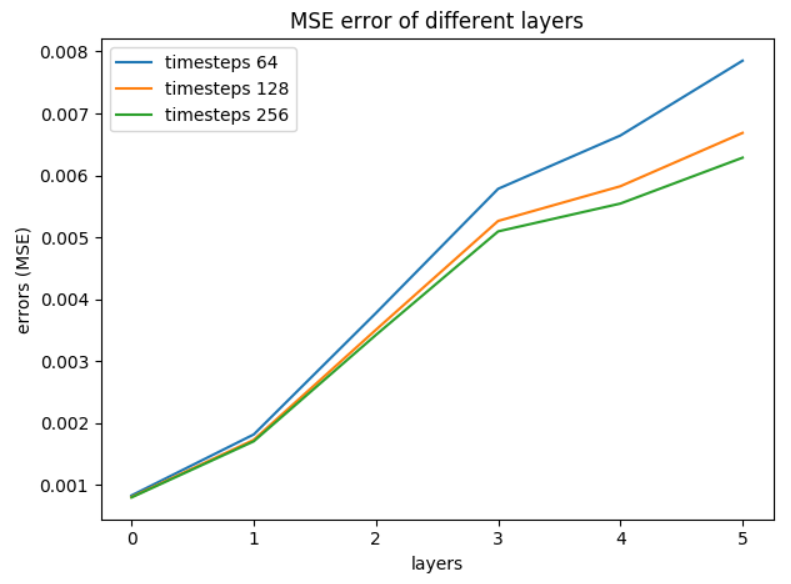 MSE error of different layers
timesteps 64
timesteps 128
timesteps 256
errors (MSE)
0.008
0.007
0.006
0.005
0.004
0.003
0.002
0.001
0 1 2 3 4 5
layers